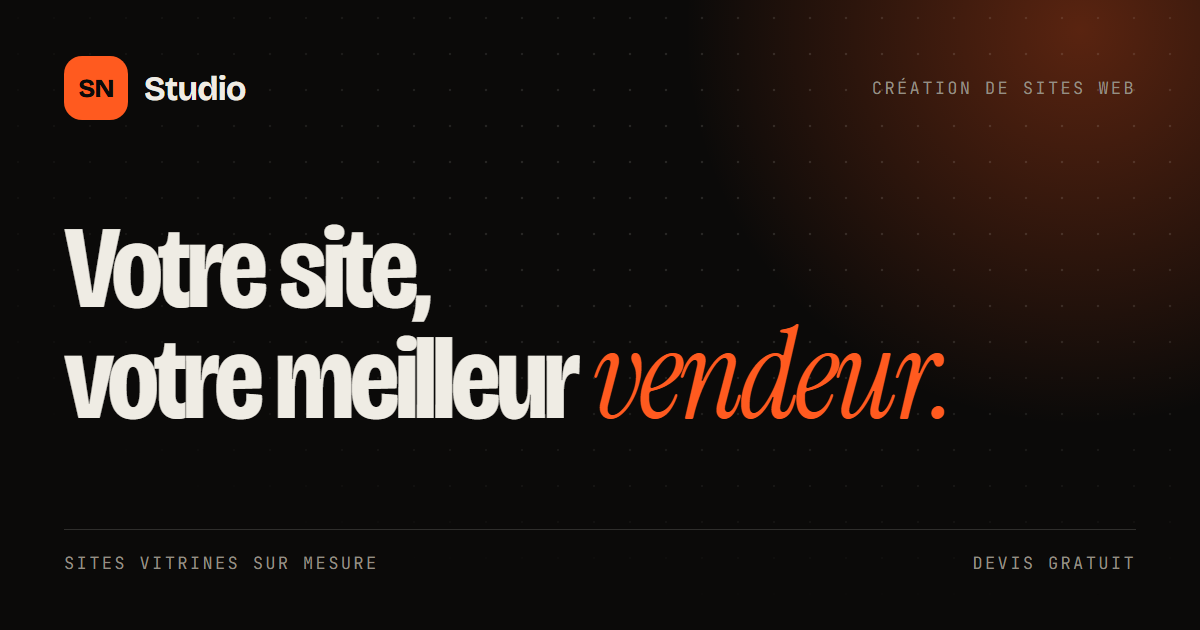 SN Studio
CRÉATION DE SITES WEB
Votre site,
votre meilleur vendeur.
SITES VITRINES SUR MESURE
DEVIS GRATUIT